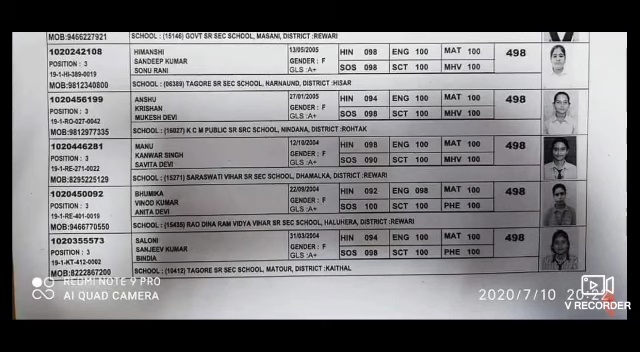 MOB:9466227921 SCHOOL : (15146) GOVT SR SEC SCHOOL, MASANI, DISTRICT :REWARI
1020242108 HIMANSHI 13/05/2005 HIN 098 ENG 100 MAT 100 498
POSITION : 3 SANDEEP KUMAR GENDER : F
19-1-HI-389-0019 SONU RANI GLS :A+ SOS 098 SCT 100 MHV 100
MOB:9812340800 SCHOOL : (06389) TAGORE SR SEC SCHOOL, NARNAUND, DISTRICT :HISAR
1020456199 ANSHU 27/01/2005 HIN 094 ENG 100 MAT 100 498
POSITION : 3 KRISHAN GENDER : F
19-1-RO-027-0042 MUKESH DEVI GLS :A+ SOS 098 SCT 100 MHV 100
MOB:9812977335 SCHOOL : (16027) K C M PUBLIC SR SRC SCHOOL, NINDANA, DISTRICT :ROHTAK
1020446281 MANU 12/10/2004 HIN 098 ENG 100 MAT 100 498
POSITION : 3 KANWAR SINGH GENDER : F
19-1-RE-271-0022 SAVITA DEVI GLS :A+ SOS 090 SCT 100 MHV 100
MOB:8295225129 SCHOOL : (15271) SARASWATI VIHAR SR SEC SCHOOL, DHAMALKA, DISTRICT :REWARI
1020450092 BHUMIKA 22/09/2004 HIN 092 ENG 098 MAT 100 498
POSITION : 3 VINOD KUMAR GENDER : F
19-1-RE-401-0019 ANITA DEVI GLS :A+ SOS 100 SCT 100 PHE 100
MOB:9466770550 SCHOOL : (15435) RAO DINA RAM VIDYA VIHAR SR SEC SCHOOL, HALUHERA, DISTRICT :REWARI
1020355573 SALONI 31/03/2004 HIN 094 ENG 100 MAT 100 498
POSITION : 3 SANJEEV KUMAR GENDER : F
19-1-KT-412-0002 BINDIA GLS :A+ SOS 098 SCT 100 PHE 100
MOB:8222867200 SCHOOL : (10412) TAGORE SR SEC SCHOOL, MATOUR, DISTRICT :KAITHAL
REDMI NOTE 9 PRO
AI QUAD CAMERA
2020/7/10
V RECORDER